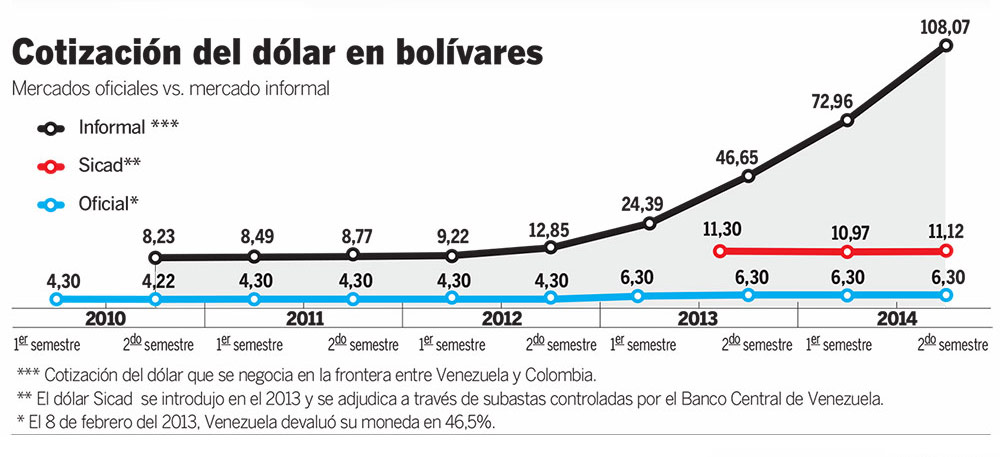 Cotización del dólar en bolívares
Mercados oficiales vs. mercado informal
Informal ***
Sicad**
Oficial*
8,23 8,49 8,77 9,22 12,85 24,39 46,65 72,96 108,07
11,30 10,97 11,12
4,30 4,22 4,30 4,30 4,30 4,30 6,30 6,30 6,30 6,30
2010 2011 2012 2013 2014
1er semestre 2do semestre 1er semestre 2do semestre 1er semestre 2do semestre 1er semestre 2do semestre 1er semestre 2do semestre
*** Cotización del dólar que se negocia en la frontera entre Venezuela y Colombia.
** El dólar Sicad se introdujo en el 2013 y se adjudica a través de subastas controladas por el Banco Central de Venezuela.
* El 8 de febrero del 2013, Venezuela devaluó su moneda en 46,5%.